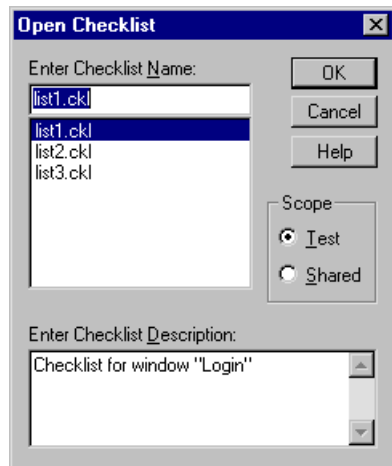 Open Checklist
Enter Checklist Name:
list1.ckl
list1.ckl
list2.ckl
list3.ckl
OK
Cancel
Help
Scope
Test
Shared
Enter Checklist Description:
Checklist for window "Login"